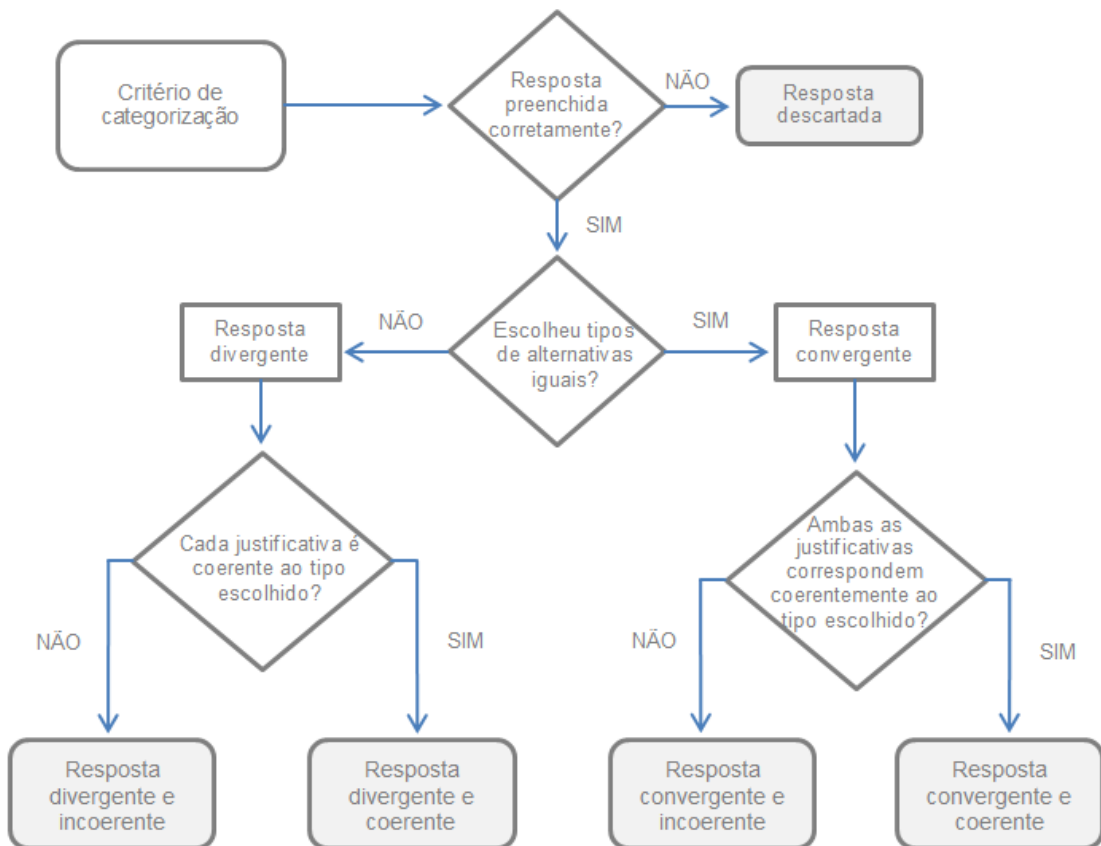 Critério de
categorização
Resposta
preenchida
corretamente?
NÃO
Resposta
descartada
SIM
Resposta
divergente
NÃO
Escolheu tipos
de alternativas
iguais?
SIM
Resposta
convergente
Cada justificativa é
coerente ao tipo
escolhido?
NÃO
SIM
Ambas as
justificativas
correspondem
coerentemente ao
tipo escolhido?
NÃO
SIM
Resposta
divergente e
incoerente
Resposta
divergente e
coerente
Resposta
convergente e
incoerente
Resposta
convergente e
coerente